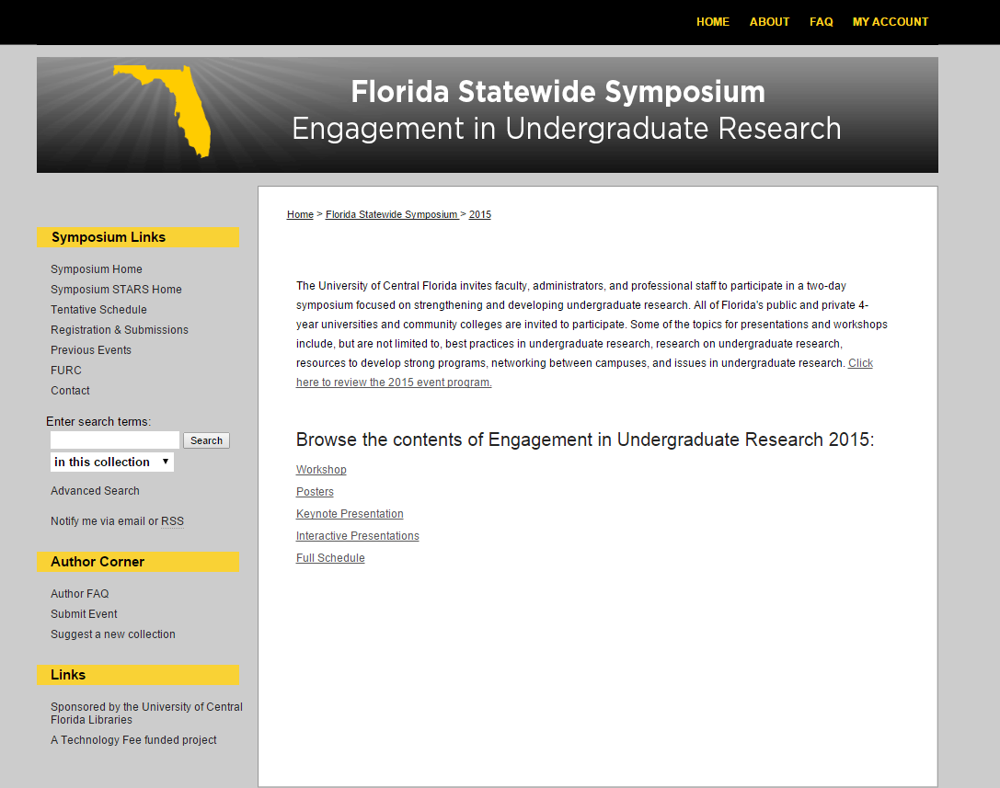 HOME ABOUT FAQ MY ACCOUNT
Florida Statewide Symposium
Engagement in Undergraduate Research
Symposium Links
Symposium Home
Symposium STARS Home
Tentative Schedule
Registration & Submissions
Previous Events
FURC
Contact
Enter search terms:
Search
in this collection
Advanced Search
Notify me via email or RSS
Author Corner
Author FAQ
Submit Event
Suggest a new collection
Links
Sponsored by the University of Central
Florida Libraries
A Technology Fee funded project
Home > Florida Statewide Symposium > 2015
The University of Central Florida invites faculty, administrators, and professional staff to participate in a two-day
symposium focused on strengthening and developing undergraduate research. All of Florida's public and private 4-
year universities and community colleges are invited to participate. Some of the topics for presentations and workshops
include, but are not limited to, best practices in undergraduate research, research on undergraduate research,
resources to develop strong programs, networking between campuses, and issues in undergraduate research. Click
here to review the 2015 event program.
Browse the contents of Engagement in Undergraduate Research 2015:
Workshop
Posters
Keynote Presentation
Interactive Presentations
Full Schedule